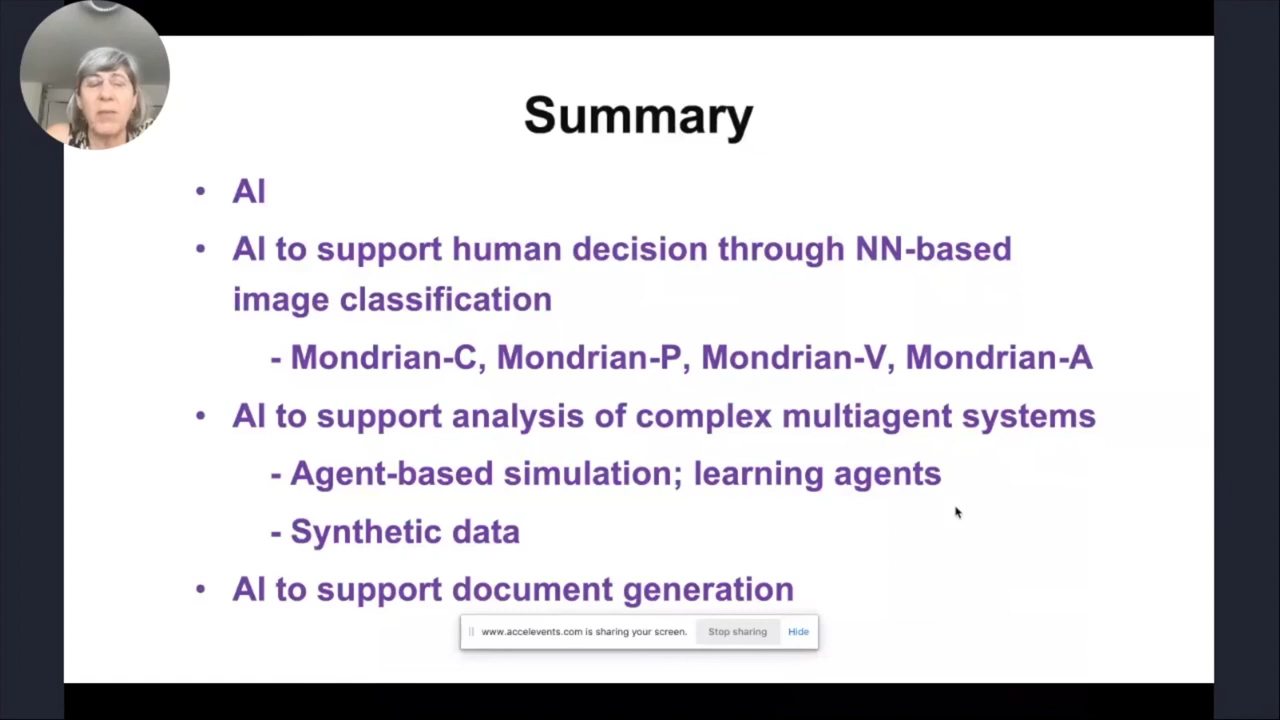 Summary
• AI
• AI to support human decision through NN-based
image classification
- Mondrian-C, Mondrian-P, Mondrian-V, Mondrian-A
• AI to support analysis of complex multiagent systems
- Agent-based simulation; learning agents
- Synthetic data
• AI to support document generation
www.accelevents.com is sharing your screen. Stop sharing Hide